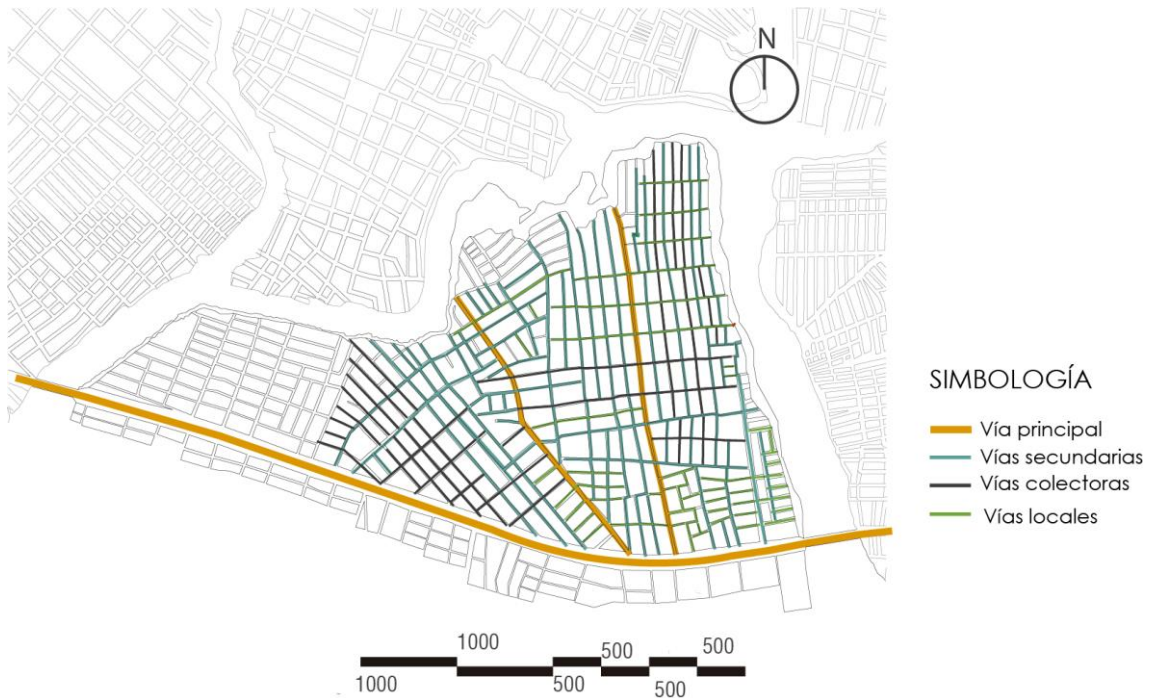 N
SIMBOLOGÍA
Vía principal
Vías secundarias
Vías colectoras
Vías locales
1000 500 500
1000 500 500